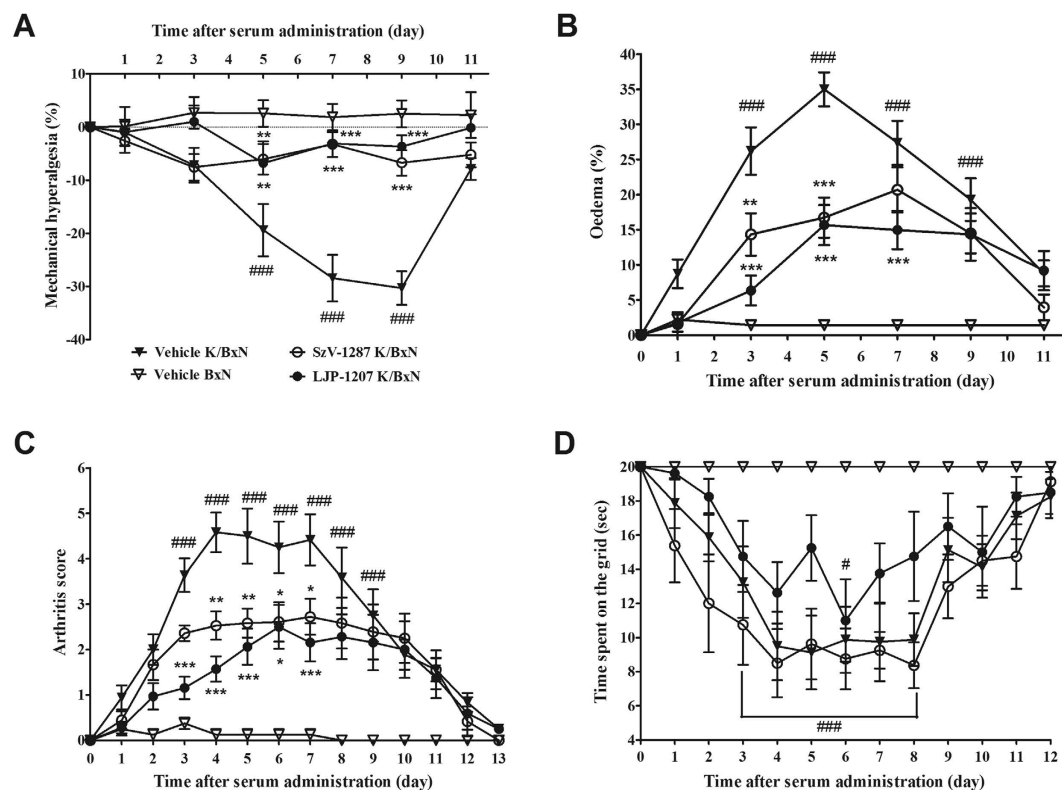 A
Time after serum administration (day)
1 2 3 4 5 6 7 8 9 10 11
10
0
-10
-20
-30
-40
Mechanical hyperalgesia (%)
** *** ***
** *** ***
### ### ###
Vehicle K/BxN
SzV-1287 K/BxN
Vehicle BxN
LJP-1207 K/BxN
B
40
35
30
25
20
15
10
5
0
Oedema (%)
###
### ###
###
** ***
*** *** ***
0 1 2 3 4 5 6 7 8 9 10 11
Time after serum administration (day)
C
6
5
4
3
2
1
0
Arthritis score
### ### ### ### ### ### ###
** ** * *
*** *** *** * ***
0 1 2 3 4 5 6 7 8 9 10 11 12 13
Time after serum administration (day)
D
20
18
16
14
12
10
8
6
4
Time spent on the grid (sec)
#
###
0 1 2 3 4 5 6 7 8 9 10 11 12
Time after serum administration (day)